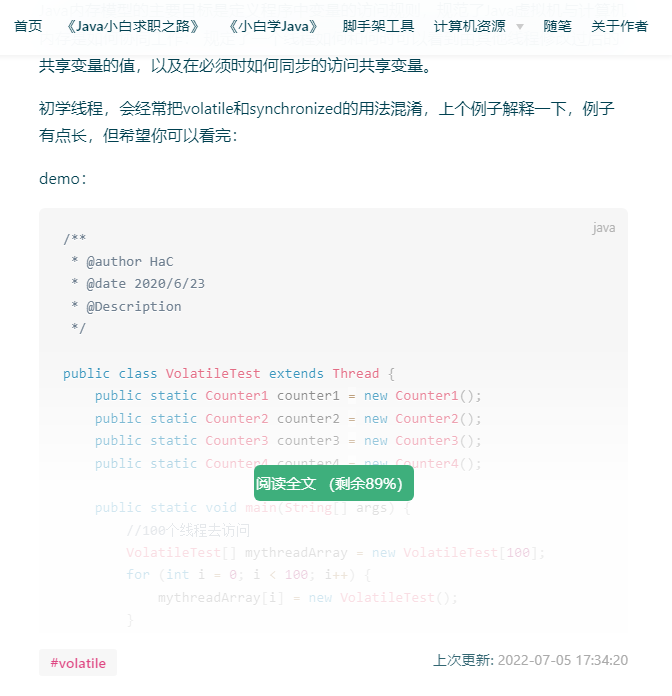 首页 《Java小白求职之路》 《小白学Java》 脚手架工具 计算机资源 随笔 关于作者
共享变量的值，以及在必须时如何同步的访问共享变量。
初学线程，会经常把volatile和synchronized的用法混淆，上个例子解释一下，例子
有点长，但希望你可以看完：
demo：
java
/**
 * @author HaC
 * @date 2020/6/23
 * @Description
 */
public class VolatileTest extends Thread {
    public static Counter1 counter1 = new Counter1();
    public static Counter2 counter2 = new Counter2();
    public static Counter3 counter3 = new Counter3();
    public static Counter4 counter4 = new Counter4();
阅读全文 （剩余89%）
    public static void main(String[] args) {
        //100个线程去访问
        VolatileTest[] mythreadArray = new VolatileTest[100];
        for (int i = 0; i < 100; i++) {
            mythreadArray[i] = new VolatileTest();
        }
#volatile
上次更新: 2022-07-05 17:34:20